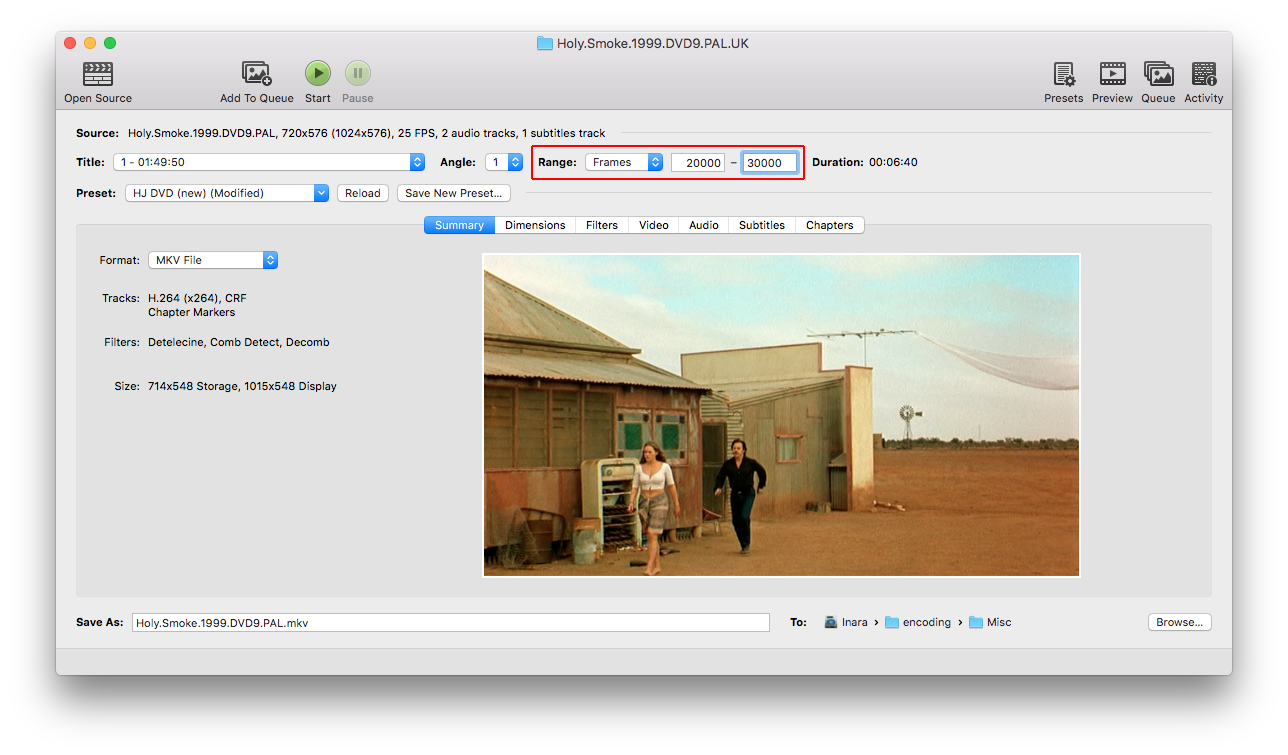 Holy.Smoke.1999.DVD9.PAL.UK
Open Source Add To Queue Start Pause Presets Preview Queue Activity
Source: Holy.Smoke.1999.DVD9.PAL, 720x576 (1024x576), 25 FPS, 2 audio tracks, 1 subtitles track
Title: 1 - 01:49:50 Angle: 1 Range: Frames 20000 – 30000 Duration: 00:06:40
Preset: HJ DVD (new) (Modified) Reload Save New Preset...
Summary Dimensions Filters Video Audio Subtitles Chapters
Format: MKV File
Tracks: H.264 (x264), CRF
Chapter Markers
Filters: Detelecine, Comb Detect, Decomb
Size: 714x548 Storage, 1015x548 Display
Save As: Holy.Smoke.1999.DVD9.PAL.mkv To: Inara › encoding › Misc Browse...